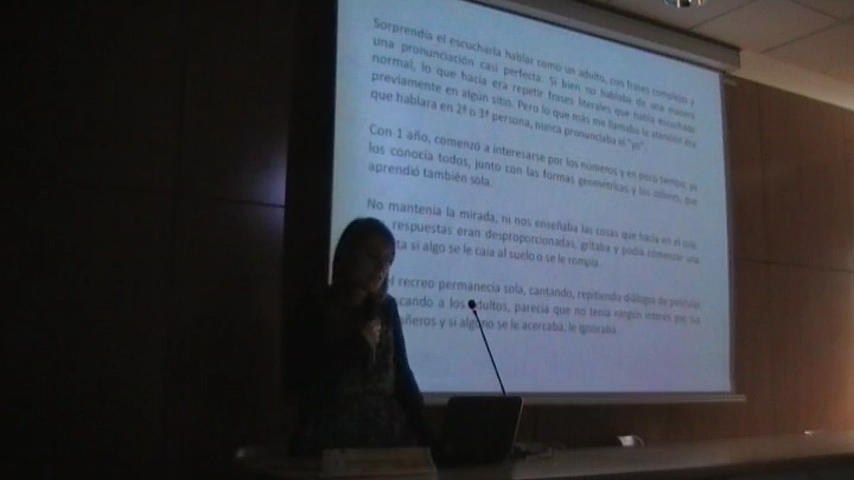 Sorprendía el escucharla hablar como un adulto, con frases complejas y
una pronunciación casi perfecta. Si bien no hablaba de una manera
normal, lo que hacía era repetir frases literales que había escuchado
previamente en algún sitio. Pero lo que más me llamaba la atención era
que hablara en 2ª o 3ª persona, nunca pronunciaba el "yo".
Con 1 año, comenzó a interesarse por los números y en poco tiempo, ya
los conocía todos, junto con las formas geométricas y los colores, que
aprendió también sola.
No mantenía la mirada, ni nos enseñaba las cosas que hacía en el cole.
respuestas eran desproporcionadas, gritaba y podía comenzar una
si algo se le caía al suelo o se le rompía.
recreo permanecía sola, cantando, repitiendo diálogos de películas
cando a los adultos, parecía que no tenía ningún interés por sus
ñeros y si alguno se le acercaba, le ignoraba.